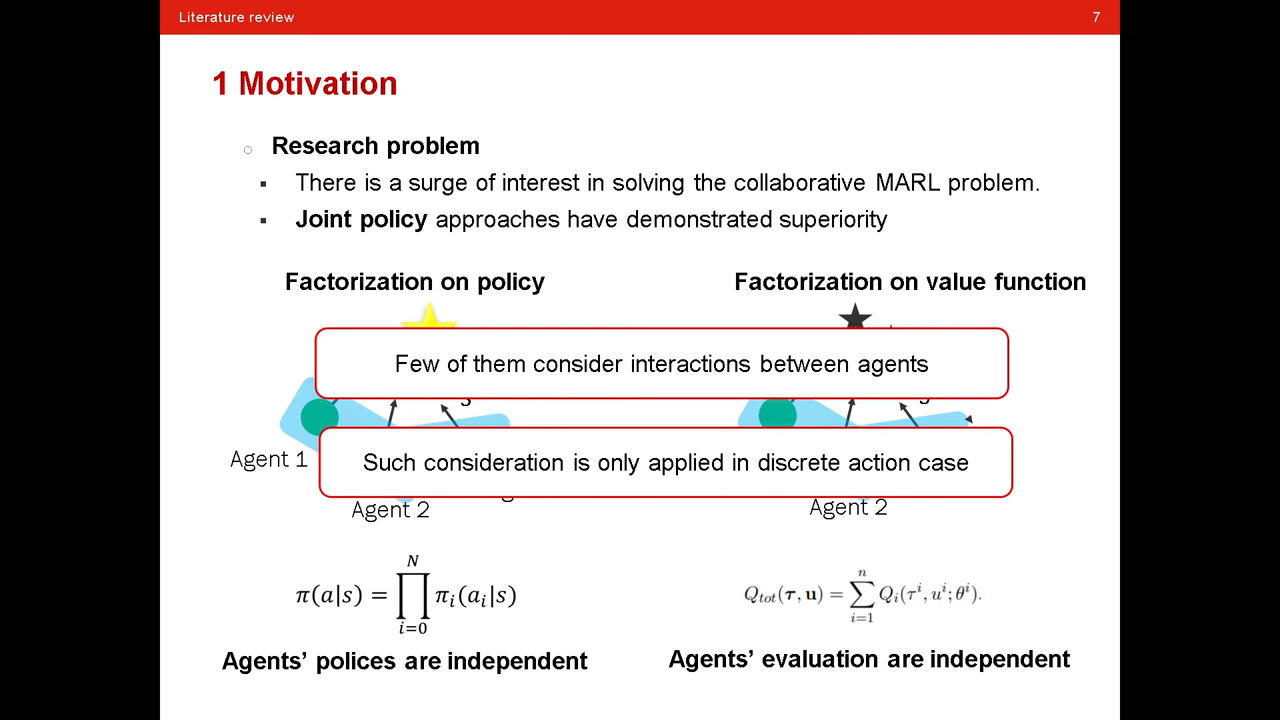 Literature review
7
1 Motivation
Research problem
There is a surge of interest in solving the collaborative MARL problem.
Joint policy approaches have demonstrated superiority
Factorization on policy
Factorization on value function
Few of them consider interactions between agents
Such consideration is only applied in discrete action case
Agent 1
Agent 2
Agent 2
π(a|s) = ∏_{i=0}^{N} π_i(a_i|s)
Q_{tot}(τ, u) = ∑_{i=1}^{n} Q_i(τ^i, u^i; θ^i).
Agents' polices are independent
Agents' evaluation are independent